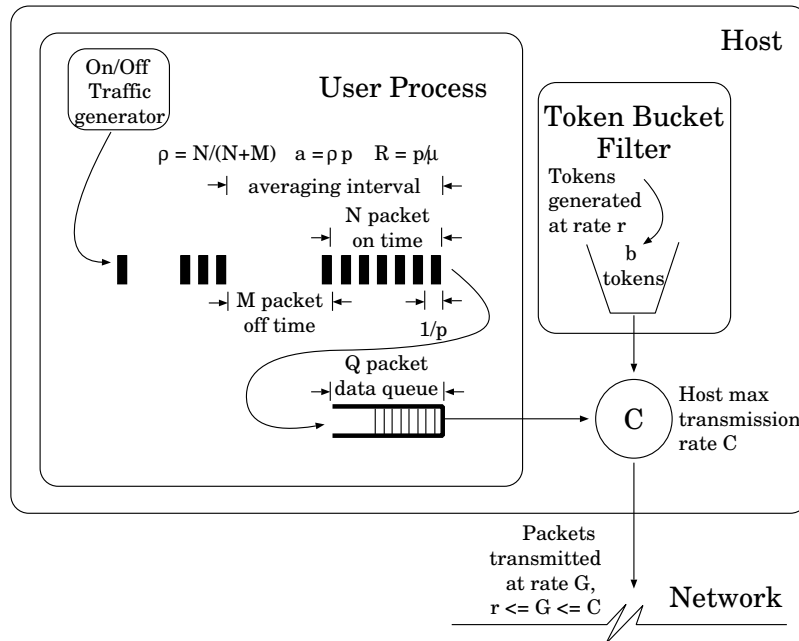 Host
On/Off
Traffic
generator
User Process
Token Bucket
Filter
ρ = N/(N+M) a = ρ p R = p/μ
averaging interval
Tokens
generated
at rate r
N packet
on time
b
tokens
M packet
off time
1/p
Q packet
data queue
C
Host max
transmission
rate C
Packets
transmitted
at rate G,
r <= G <= C
Network